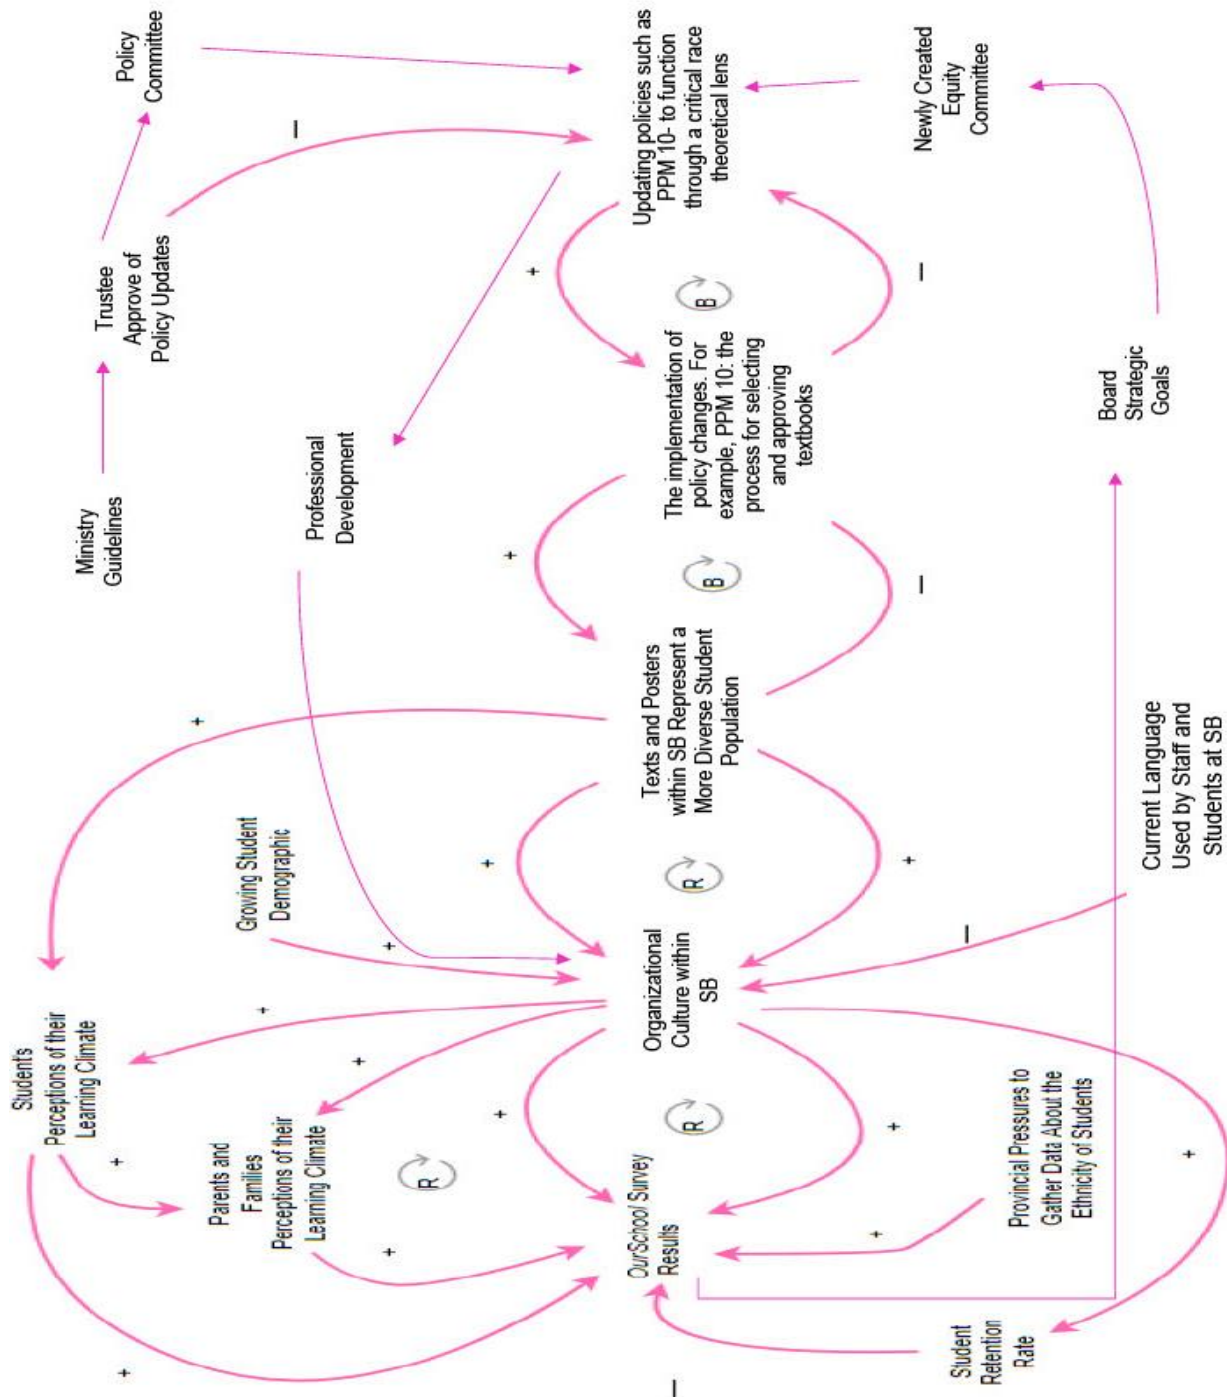 Student's
Perceptions of their
Learning Climate
Ministry
Guidelines
Trustee
Approve of
Policy Updates
Policy
Committee
+
+
+
+
−
Parents and
Families
Perceptions of their
Learning Climate
Growing Student
Demographic
Professional
Development
+
+
+
R
+
+
+
+
−
OurSchool Survey
Results
R
Organizational
Culture within
SB
R
Texts and Posters
within SB Represent a
More Diverse Student
Population
B
The implementation of
policy changes. For
example, PPM 10: the
process for selecting
and approving
textbooks
B
Updating policies such as
PPM 10- to function
through a critical race
theoretical lens
+
+
+
−
−
−
Student
Retention
Rate
Provincial Pressures to
Gather Data About the
Ethnicity of Students
Newly Created
Equity
Committee
Current Language
Used by Staff and
Students at SB
Board
Strategic
Goals
+